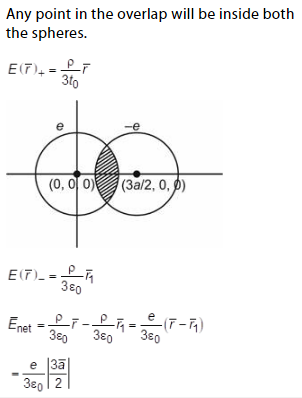 Any point in the overlap will be inside both
the spheres.
E(r̄)₊ = ρ/3t₀ r̄
e -e
(0, 0, 0) (3a/2, 0, 0)
E(r̄)₋ = ρ/3ε₀ r̄₁
Ēnet = ρ/3ε₀ r̄ − ρ/3ε₀ r̄₁ = e/3ε₀ (r̄ − r̄₁)
= e/3ε₀ |3ā/2|